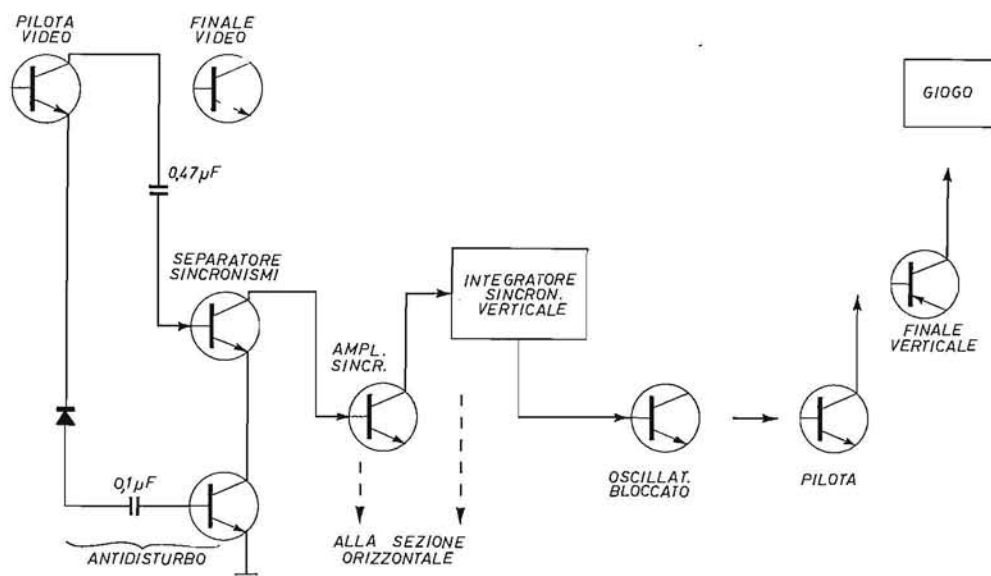 PILOTA
VIDEO
FINALE
VIDEO
GIOGO
0,47µF
SEPARATORE
SINCRONISMI
INTEGRATORE
SINCRON.
VERTICALE
FINALE
VERTICALE
AMPL.
SINCR.
OSCILLAT.
BLOCCATO
PILOTA
0,1µF
ANTIDISTURBO
ALLA SEZIONE
ORIZZONTALE